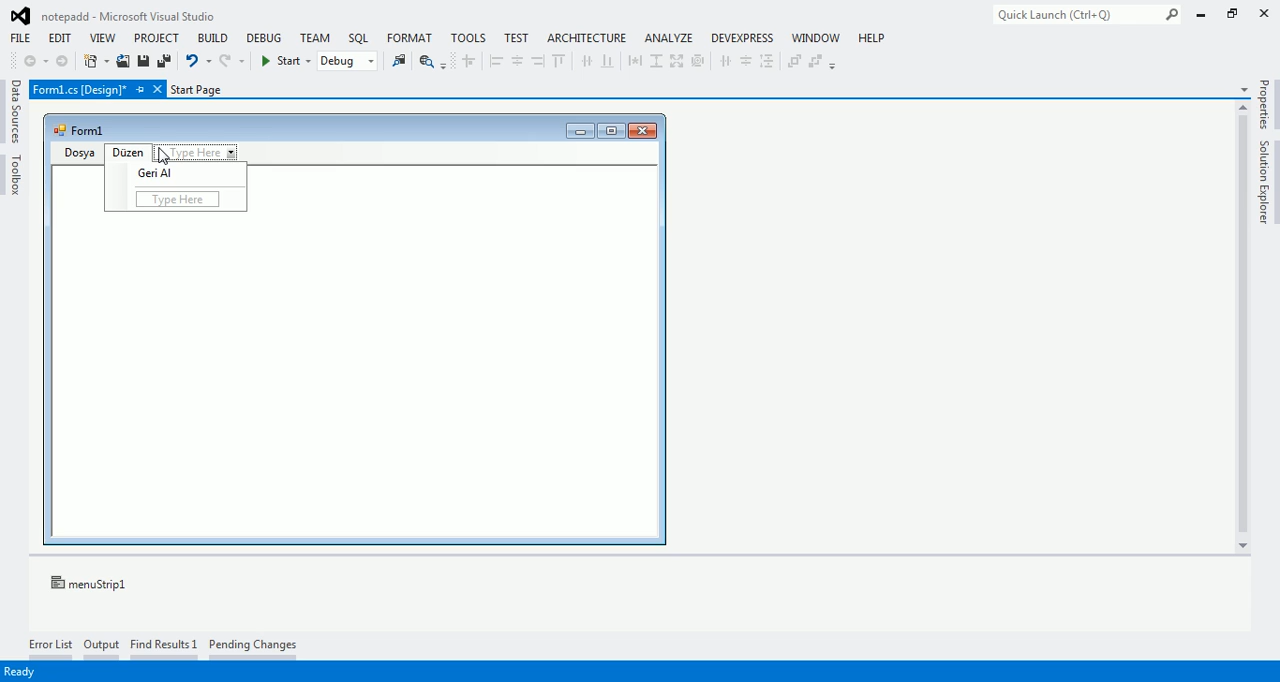 notepadd - Microsoft Visual Studio
Quick Launch (Ctrl+Q)
FILE EDIT VIEW PROJECT BUILD DEBUG TEAM SQL FORMAT TOOLS TEST ARCHITECTURE ANALYZE DEVEXPRESS WINDOW HELP
Start Debug
Form1.cs [Design]* Start Page
Data Sources
Toolbox
Properties
Solution Explorer
Form1
Dosya Düzen Type Here
Geri Al
Type Here
menuStrip1
Error List Output Find Results 1 Pending Changes
Ready